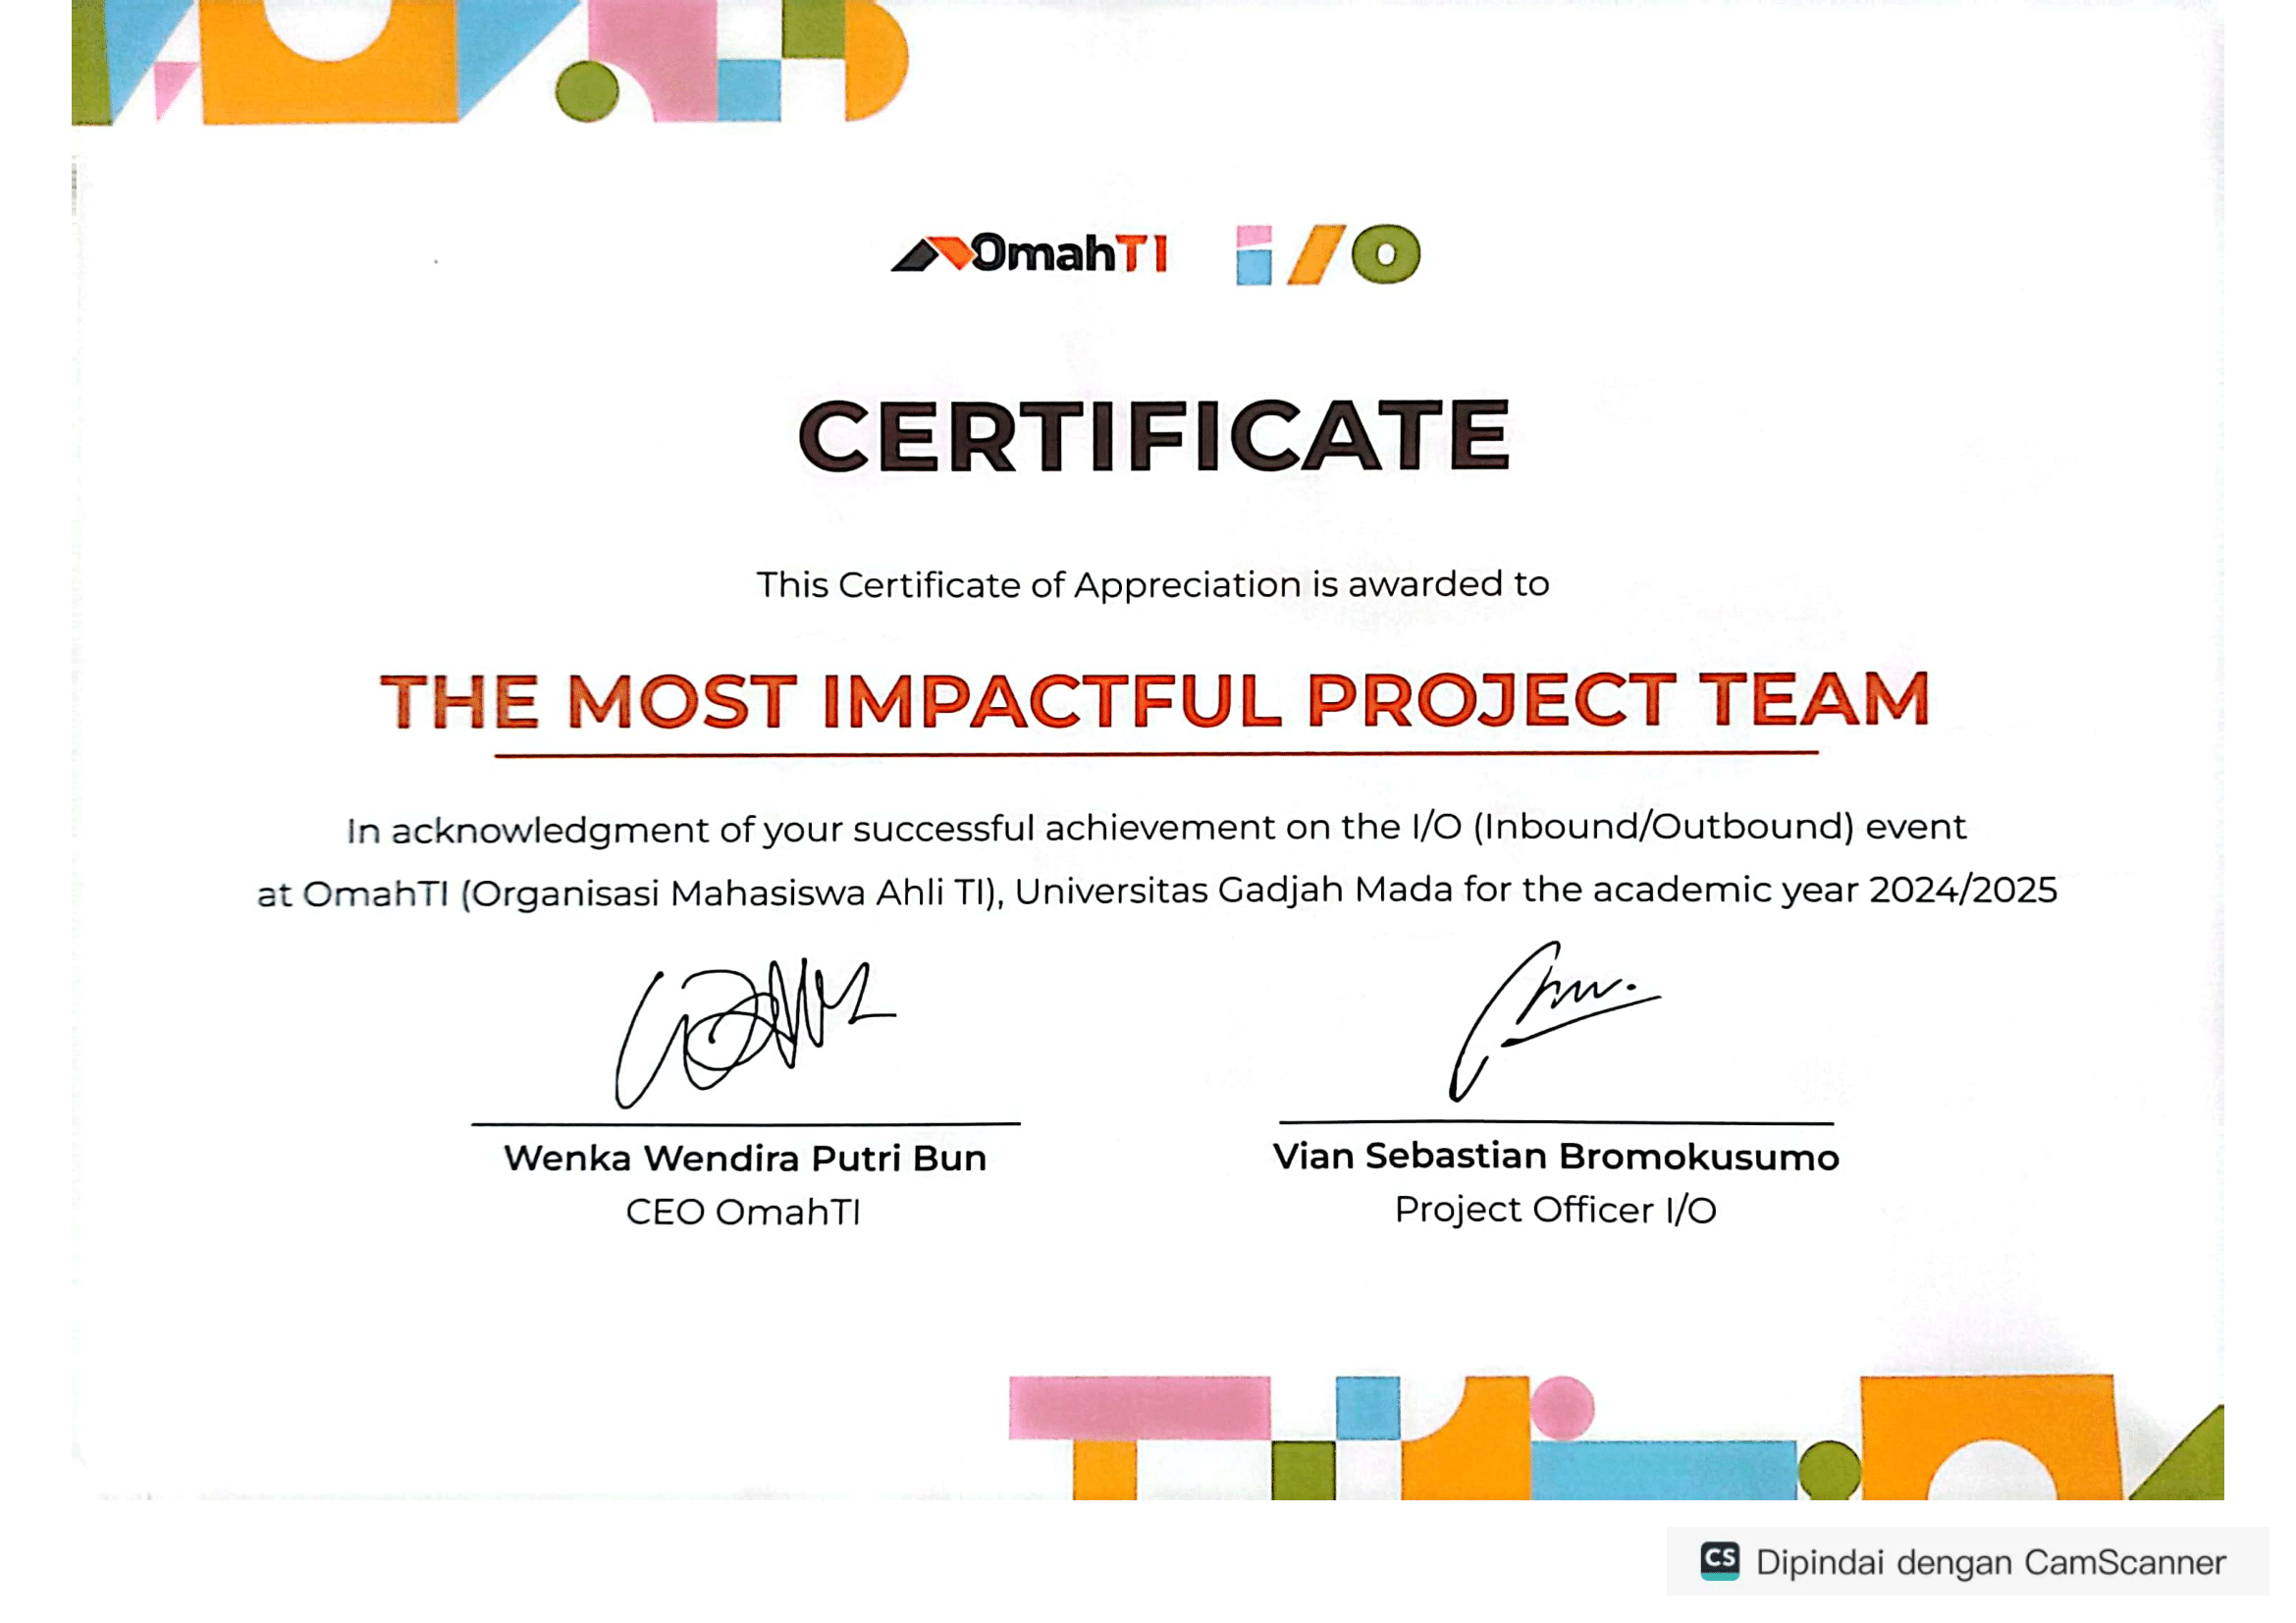 OmahTI i/O
CERTIFICATE
This Certificate of Appreciation is awarded to
THE MOST IMPACTFUL PROJECT TEAM
In acknowledgment of your successful achievement on the I/O (Inbound/Outbound) event
at OmahTI (Organisasi Mahasiswa Ahli TI), Universitas Gadjah Mada for the academic year 2024/2025
Wenka Wendira Putri Bun
CEO OmahTI
Vian Sebastian Bromokusumo
Project Officer I/O
CS Dipindai dengan CamScanner